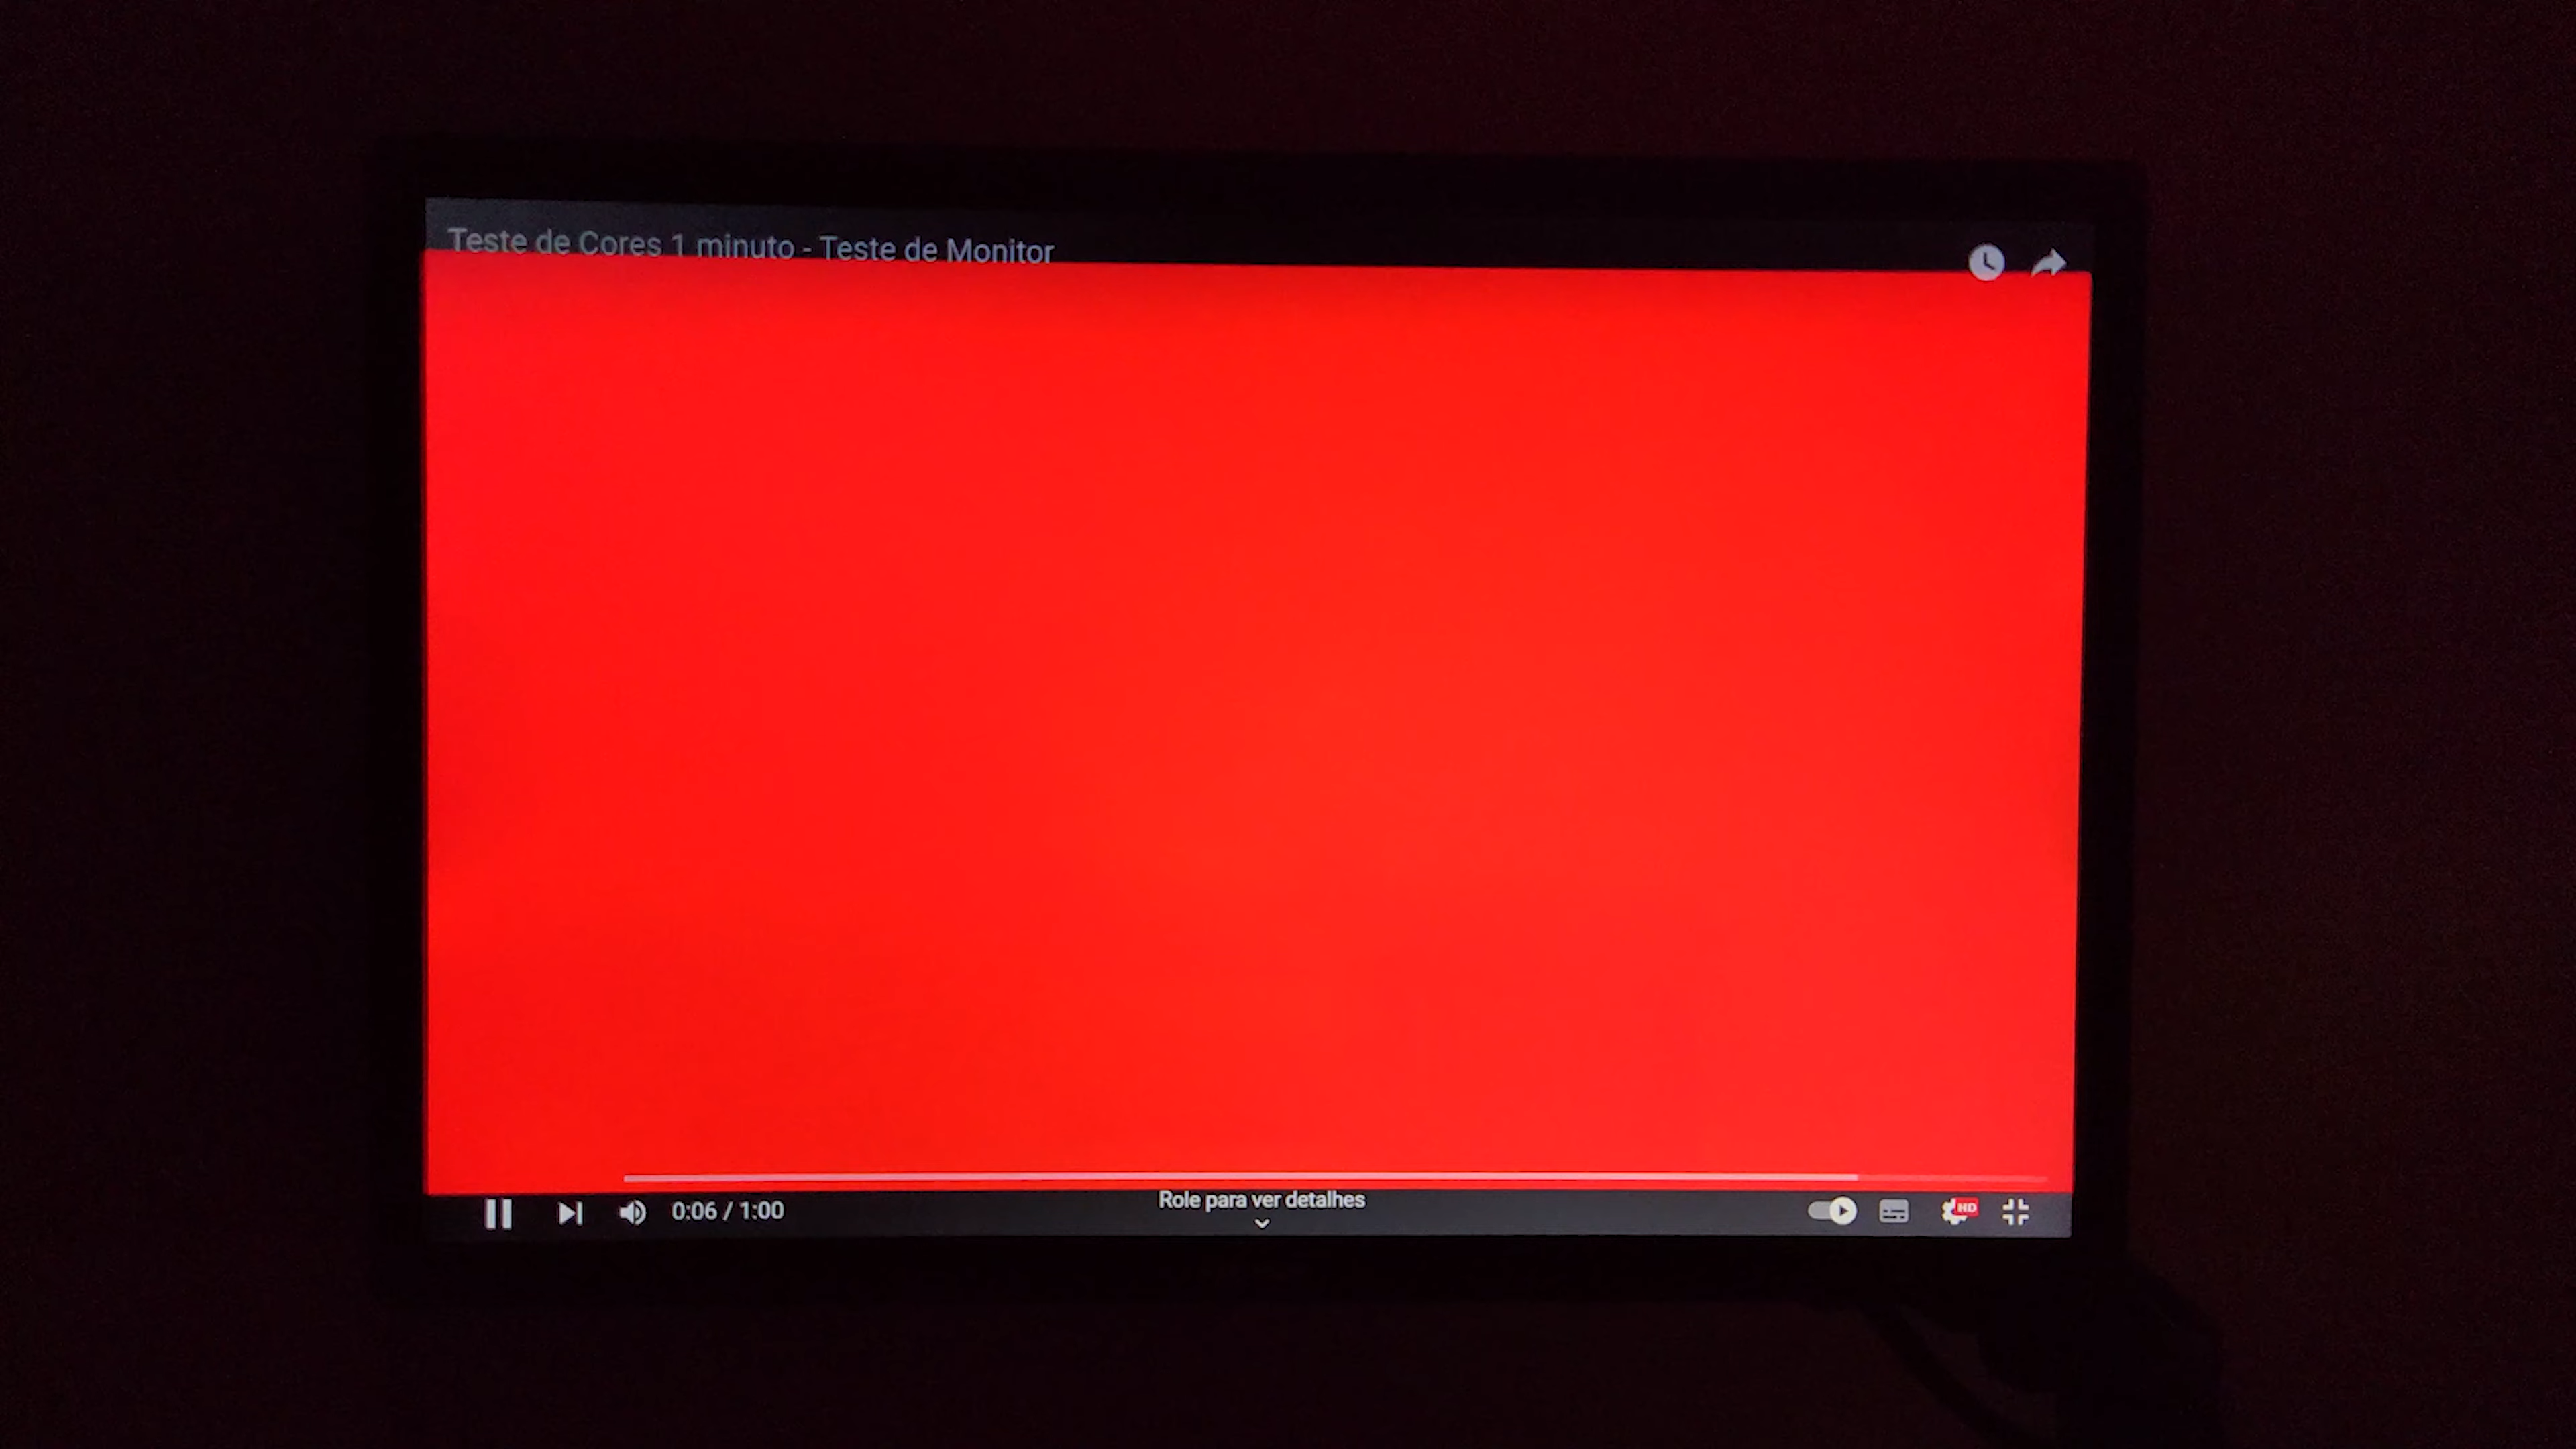 Teste de Cores 1 minuto - Teste de Monitor
0:06 / 1:00
Role para ver detalhes
HD